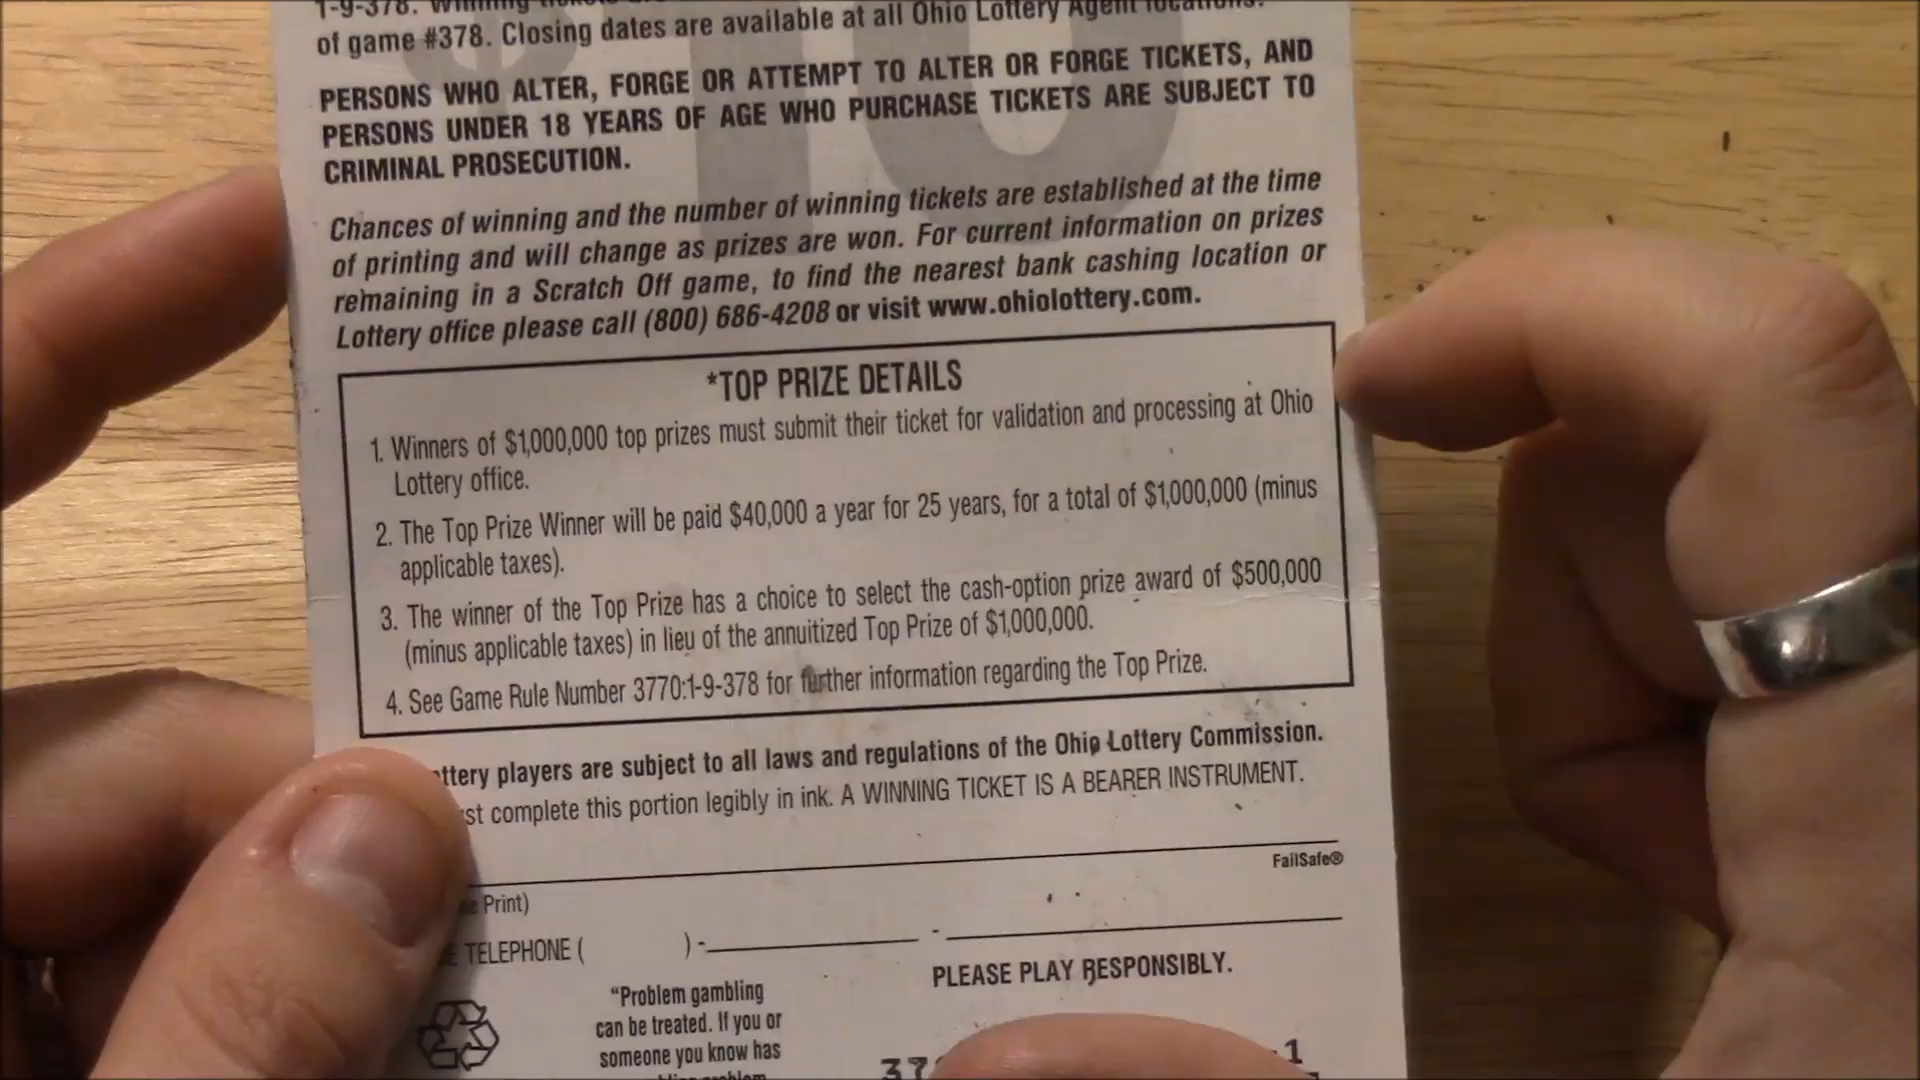 1-9-378. Winning tickets
of game #378. Closing dates are available at all Ohio Lottery Agent locations.
PERSONS WHO ALTER, FORGE OR ATTEMPT TO ALTER OR FORGE TICKETS, AND
PERSONS UNDER 18 YEARS OF AGE WHO PURCHASE TICKETS ARE SUBJECT TO
CRIMINAL PROSECUTION.
Chances of winning and the number of winning tickets are established at the time
of printing and will change as prizes are won. For current information on prizes
remaining in a Scratch Off game, to find the nearest bank cashing location or
Lottery office please call (800) 686-4208 or visit www.ohiolottery.com.
*TOP PRIZE DETAILS
1. Winners of $1,000,000 top prizes must submit their ticket for validation and processing at Ohio
Lottery office.
2. The Top Prize Winner will be paid $40,000 a year for 25 years, for a total of $1,000,000 (minus
applicable taxes).
3. The winner of the Top Prize has a choice to select the cash-option prize award of $500,000
(minus applicable taxes) in lieu of the annuitized Top Prize of $1,000,000.
4. See Game Rule Number 3770:1-9-378 for further information regarding the Top Prize.
ttery players are subject to all laws and regulations of the Ohio Lottery Commission.
st complete this portion legibly in ink. A WINNING TICKET IS A BEARER INSTRUMENT.
FailSafe®
e Print)
E TELEPHONE ( ) - -
PLEASE PLAY RESPONSIBLY.
"Problem gambling
can be treated. If you or
someone you know has
problem
37
-1
$10